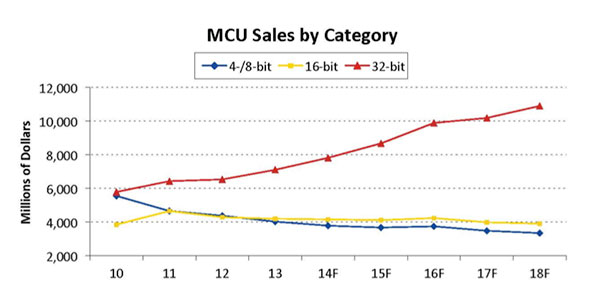 MCU Sales by Category
4-/8-bit 16-bit 32-bit
12,000
10,000
8,000
6,000
4,000
2,000
Millions of Dollars
10 11 12 13 14F 15F 16F 17F 18F